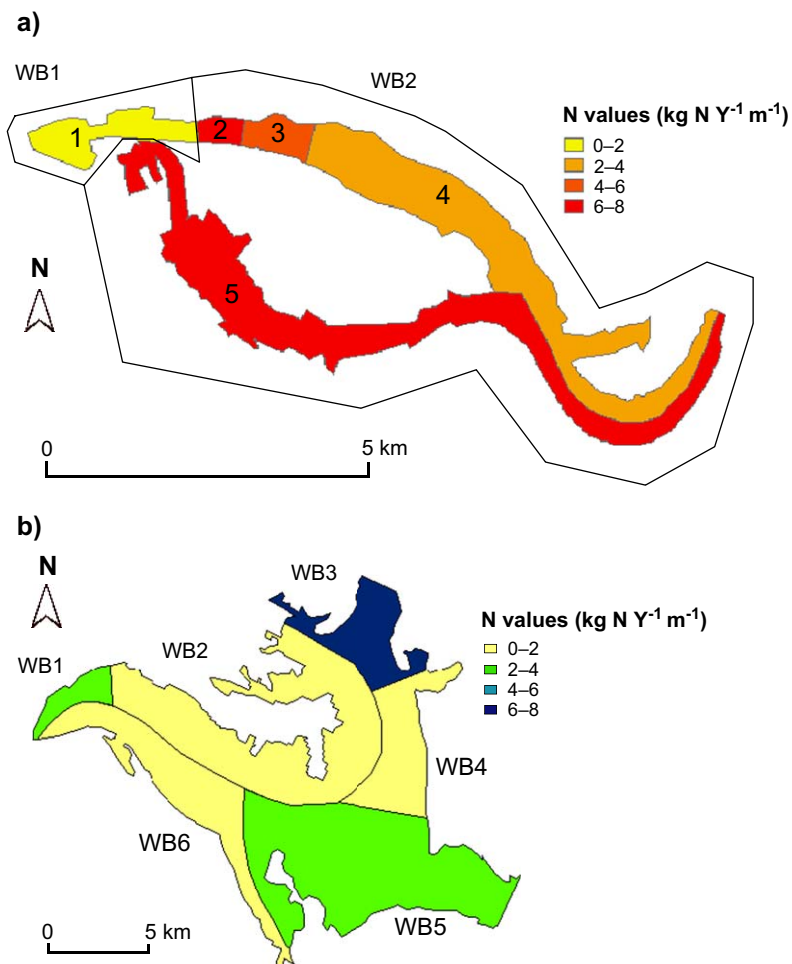 a)
WB1
WB2
N values (kg N Y⁻¹ m⁻¹)
0–2
2–4
4–6
6–8
1
2
3
4
5
N
0
5 km
b)
N
WB3
N values (kg N Y⁻¹ m⁻¹)
0–2
2–4
4–6
6–8
WB1
WB2
WB4
WB6
WB5
0
5 km